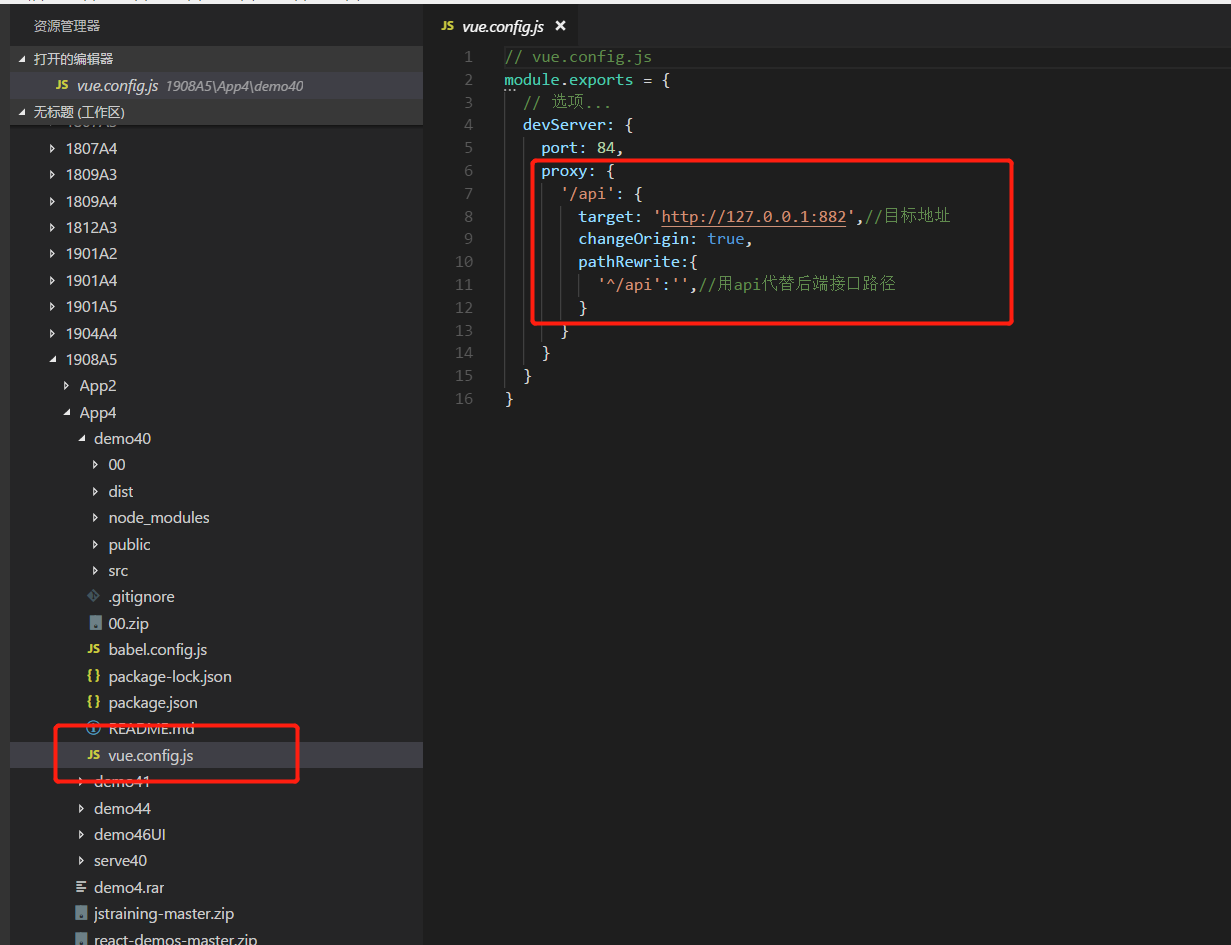 资源管理器
打开的编辑器
JS vue.config.js 1908A5\App4\demo40
无标题 (工作区)
1807A4
1809A3
1809A4
1812A3
1901A2
1901A4
1901A5
1904A4
1908A5
App2
App4
demo40
00
dist
node_modules
public
src
.gitignore
00.zip
JS babel.config.js
{} package-lock.json
{} package.json
README.md
JS vue.config.js
demo41
demo44
demo46UI
serve40
demo4.rar
jstraining-master.zip
react-demos-master.zip
JS vue.config.js ×
1 // vue.config.js
2 module.exports = {
3 // 选项...
4 devServer: {
5 port: 84,
6 proxy: {
7 '/api': {
8 target: 'http://127.0.0.1:882',//目标地址
9 changeOrigin: true,
10 pathRewrite:{
11 '^/api':'',//用api代替后端接口路径
12 }
13 }
14 }
15 }
16 }